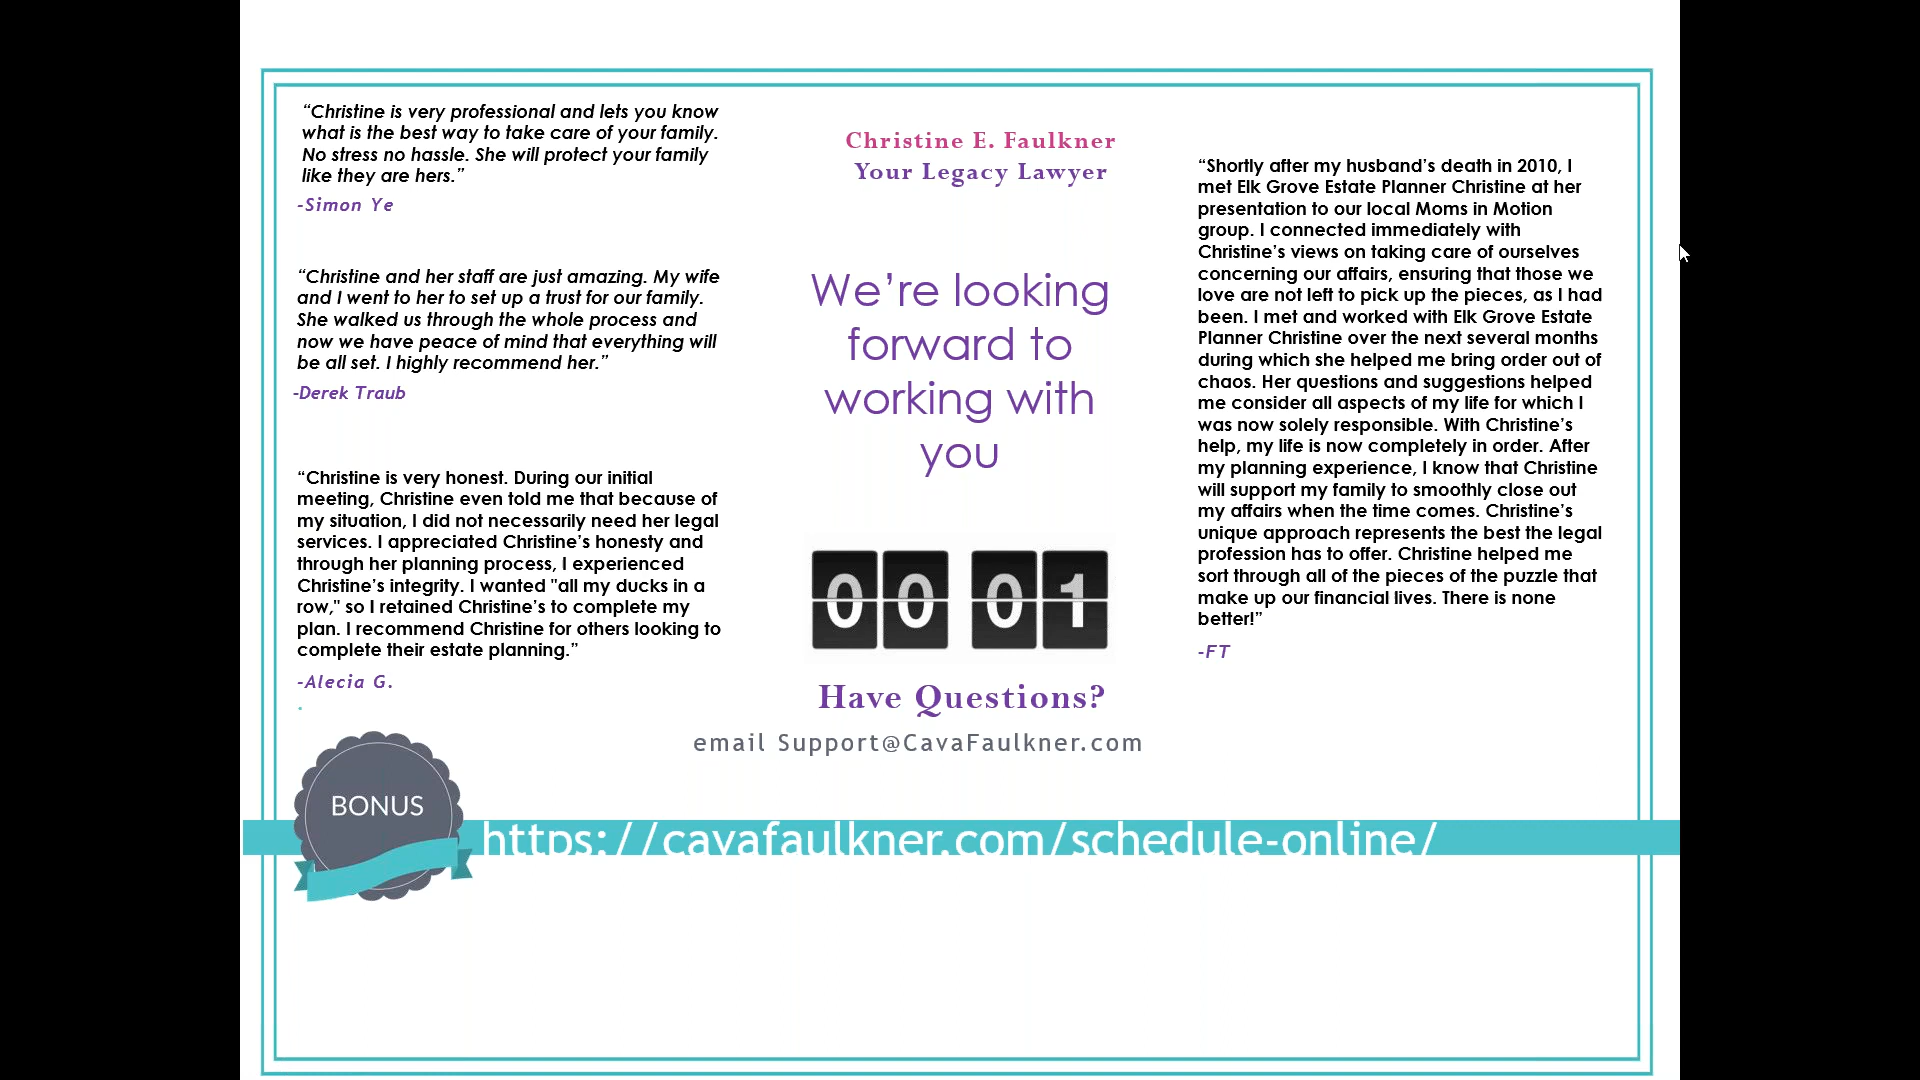 “Christine is very professional and lets you know
what is the best way to take care of your family.
No stress no hassle. She will protect your family
like they are hers.”
-Simon Ye
“Christine and her staff are just amazing. My wife
and I went to her to set up a trust for our family.
She walked us through the whole process and
now we have peace of mind that everything will
be all set. I highly recommend her.”
-Derek Traub
“Christine is very honest. During our initial
meeting, Christine even told me that because of
my situation, I did not necessarily need her legal
services. I appreciated Christine’s honesty and
through her planning process, I experienced
Christine’s integrity. I wanted "all my ducks in a
row," so I retained Christine’s to complete my
plan. I recommend Christine for others looking to
complete their estate planning.”
-Alecia G.
.
Christine E. Faulkner
Your Legacy Lawyer
We’re looking
forward to
working with
you
00 01
Have Questions?
email Support@CavaFaulkner.com
“Shortly after my husband’s death in 2010, I
met Elk Grove Estate Planner Christine at her
presentation to our local Moms in Motion
group. I connected immediately with
Christine’s views on taking care of ourselves
concerning our affairs, ensuring that those we
love are not left to pick up the pieces, as I had
been. I met and worked with Elk Grove Estate
Planner Christine over the next several months
during which she helped me bring order out of
chaos. Her questions and suggestions helped
me consider all aspects of my life for which I
was now solely responsible. With Christine’s
help, my life is now completely in order. After
my planning experience, I know that Christine
will support my family to smoothly close out
my affairs when the time comes. Christine’s
unique approach represents the best the legal
profession has to offer. Christine helped me
sort through all of the pieces of the puzzle that
make up our financial lives. There is none
better!”
-FT
BONUS
https://cavafaulkner.com/schedule-online/